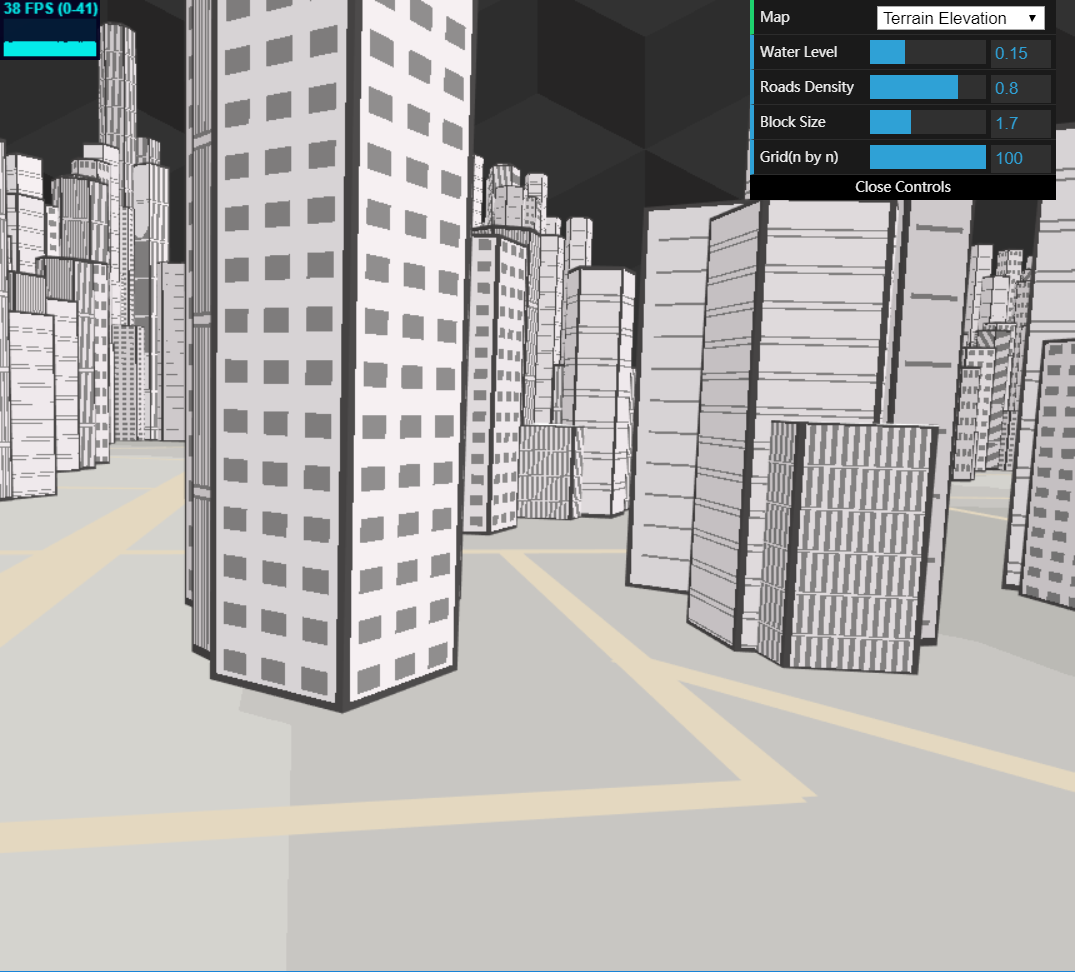 38 FPS (0-41)
Map Terrain Elevation
Water Level 0.15
Roads Density 0.8
Block Size 1.7
Grid(n by n) 100
Close Controls